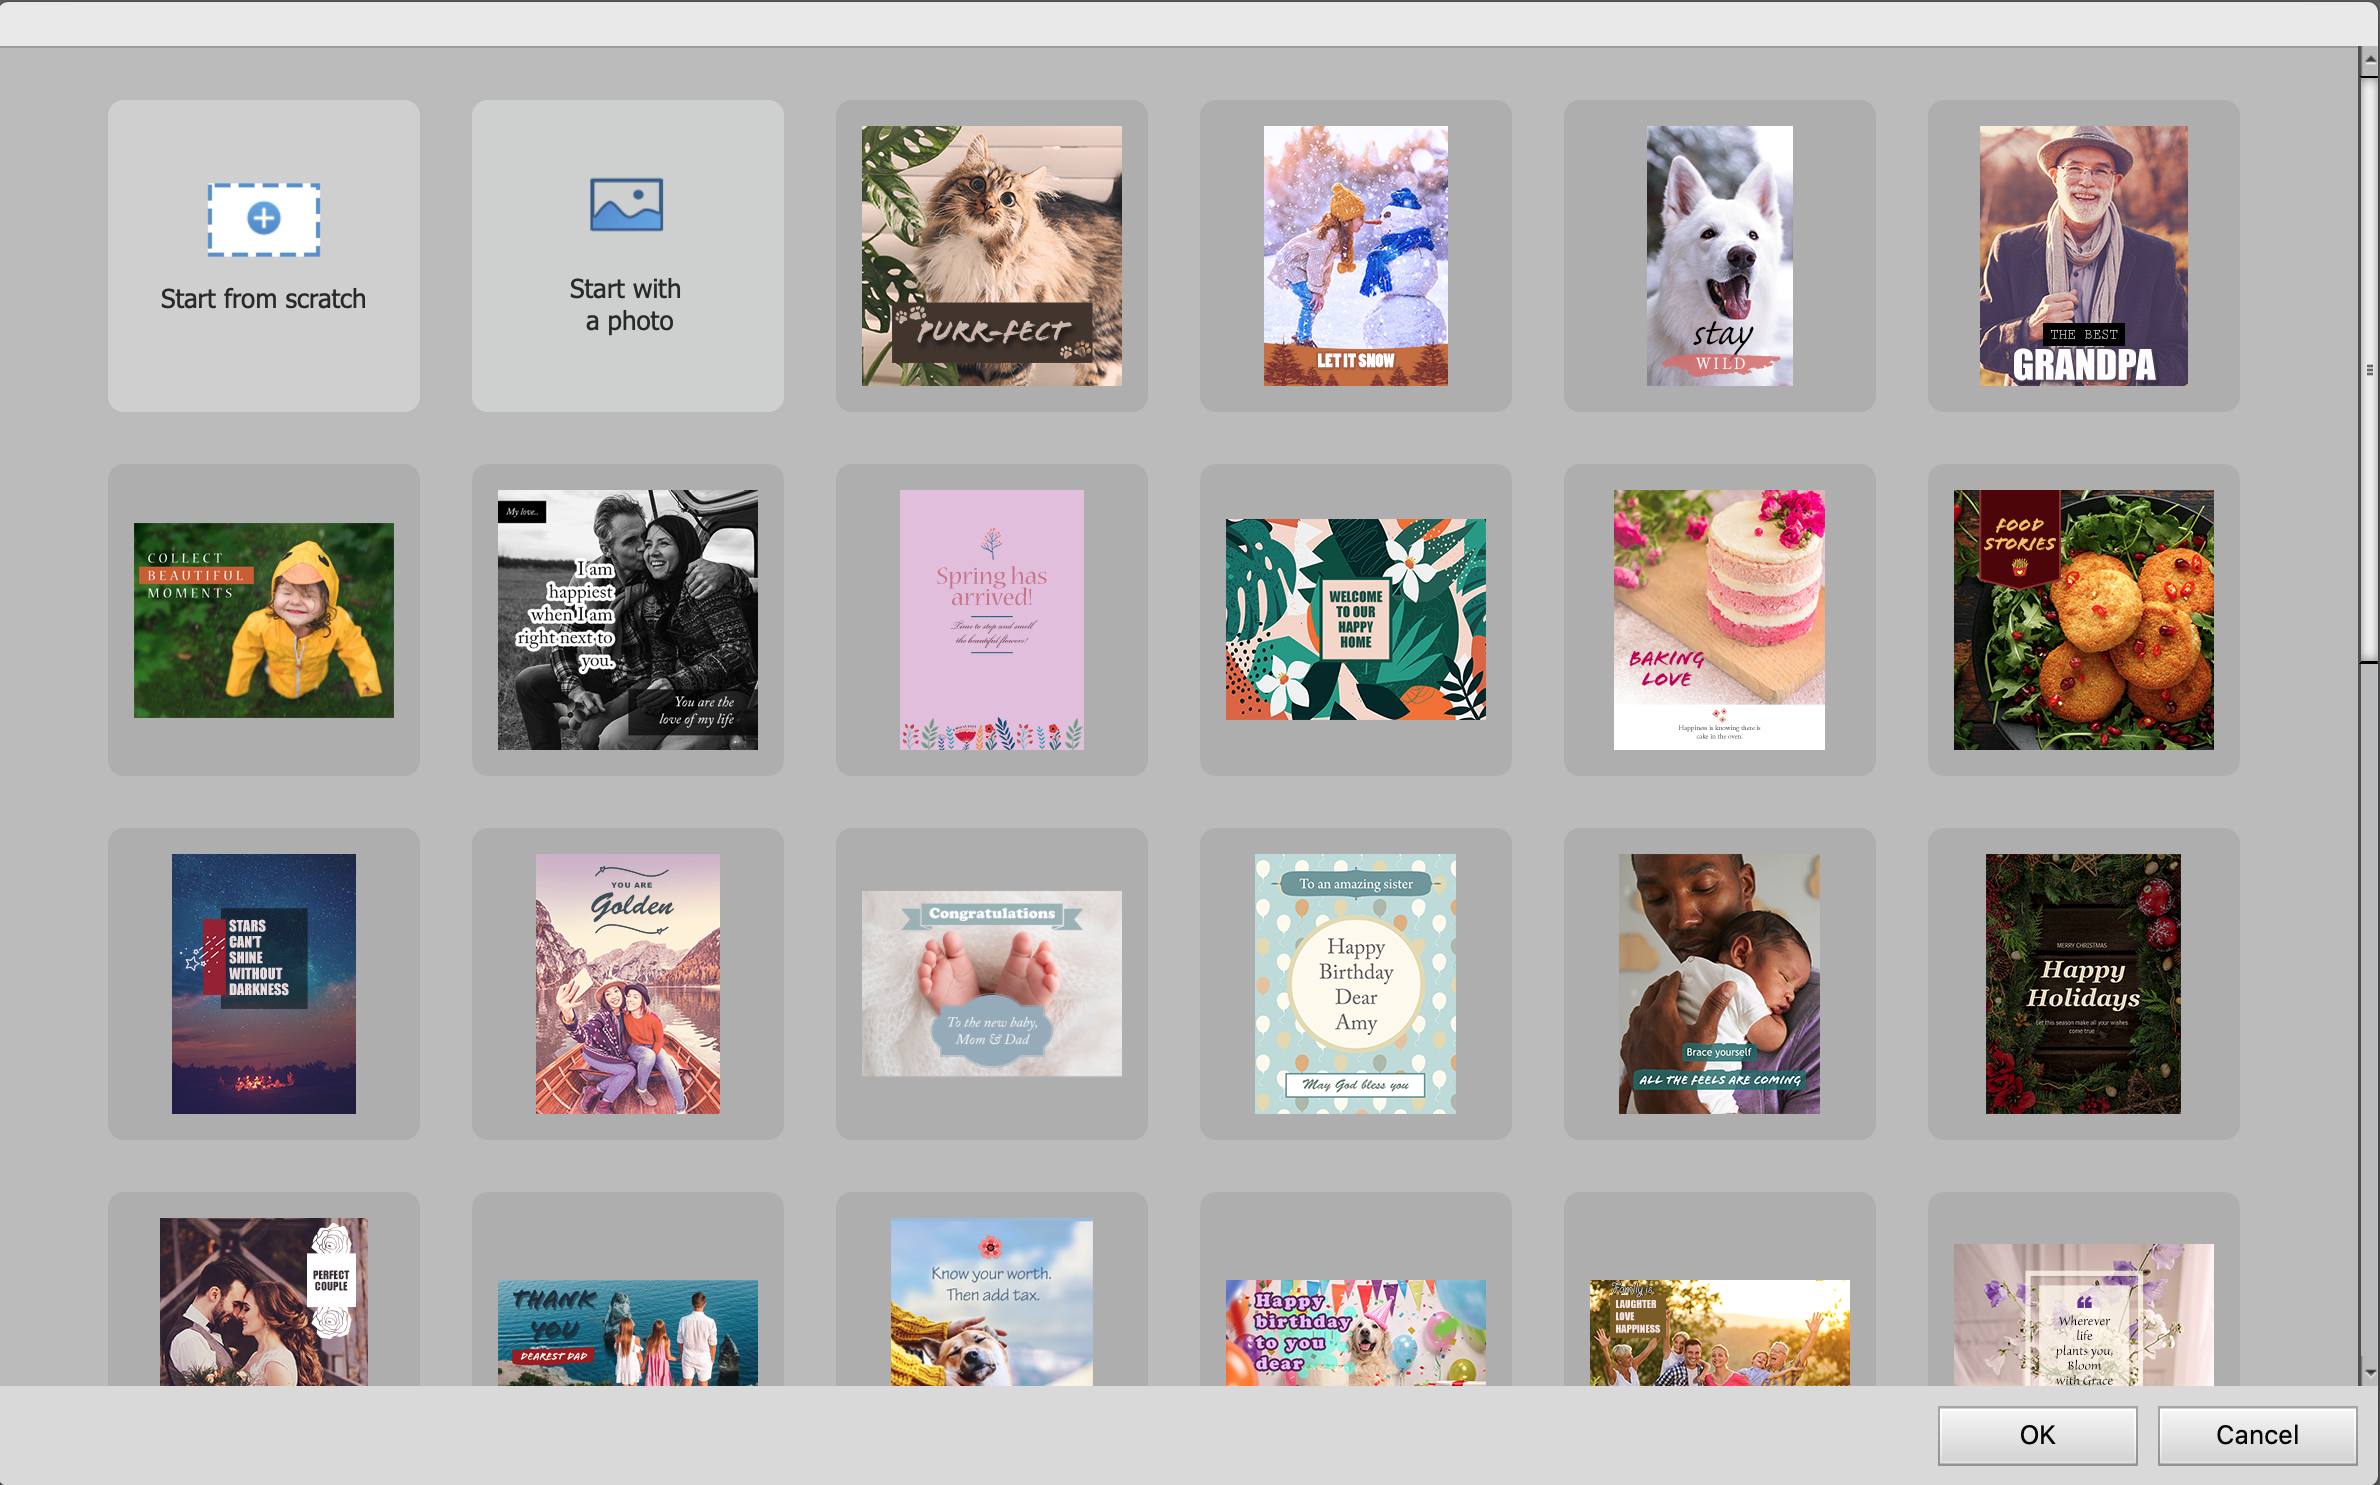 Start from scratch
Start with
a photo
PURR-FECT
LET IT SNOW
stay
WILD
THE BEST
GRANDPA
COLLECT
BEAUTIFUL
MOMENTS
My love..
I am
happiest
when I am
right next to
you.
You are the
love of my life
Spring has
arrived!
Time to stop and smell
the beautiful flowers!
WELCOME
TO OUR
HAPPY
HOME
BAKING
LOVE
Happiness is knowing there is
cake in the oven.
FOOD
STORIES
STARS
CAN'T
SHINE
WITHOUT
DARKNESS
YOU ARE
Golden
Congratulations
To the new baby,
Mom & Dad
To an amazing sister
Happy
Birthday
Dear
Amy
May God bless you
Brace yourself
ALL THE FEELS ARE COMING
MERRY CHRISTMAS
Happy
Holidays
Let this season make all your wishes
come true
PERFECT
COUPLE
THANK
YOU
DEAREST DAD
Know your worth.
Then add tax.
Happy
birthday
to you
dear
Family is
LAUGHTER
LOVE
HAPPINESS
“
Wherever
life
plants you,
Bloom
with Grace
OK
Cancel